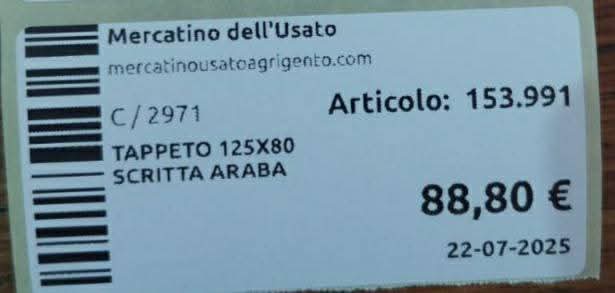 Mercatino dell'Usato
mercatinousatoagrigento.com
C/2971
Articolo: 153.991
TAPPETO 125X80
SCRITTA ARABA
88,80 €
22-07-2025